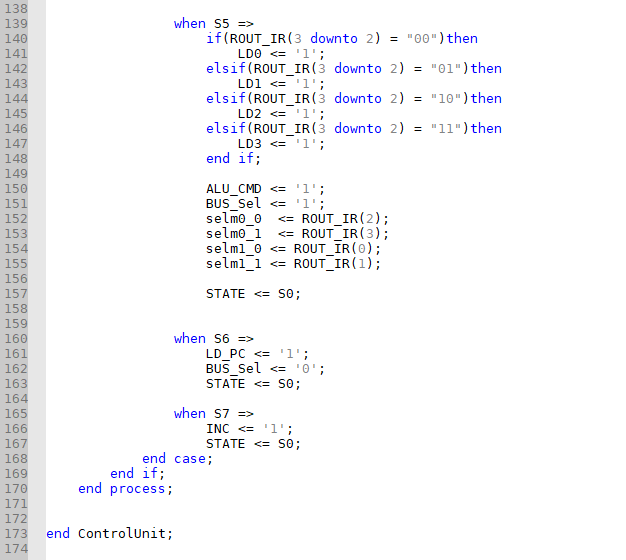 138
139                 when S5 =>
140                     if(ROUT_IR(3 downto 2) = "00")then
141                         LD0 <= '1';
142                     elsif(ROUT_IR(3 downto 2) = "01")then
143                         LD1 <= '1';
144                     elsif(ROUT_IR(3 downto 2) = "10")then
145                         LD2 <= '1';
146                     elsif(ROUT_IR(3 downto 2) = "11")then
147                         LD3 <= '1';
148                     end if;
149
150                     ALU_CMD <= '1';
151                     BUS_Sel <= '1';
152                     selm0_0  <= ROUT_IR(2);
153                     selm0_1  <= ROUT_IR(3);
154                     selm1_0 <= ROUT_IR(0);
155                     selm1_1 <= ROUT_IR(1);
156
157                     STATE <= S0;
158
159
160                 when S6 =>
161                     LD_PC <= '1';
162                     BUS_Sel <= '0';
163                     STATE <= S0;
164
165                 when S7 =>
166                     INC <= '1';
167                     STATE <= S0;
168             end case;
169         end if;
170     end process;
171
172
173 end ControlUnit;
174